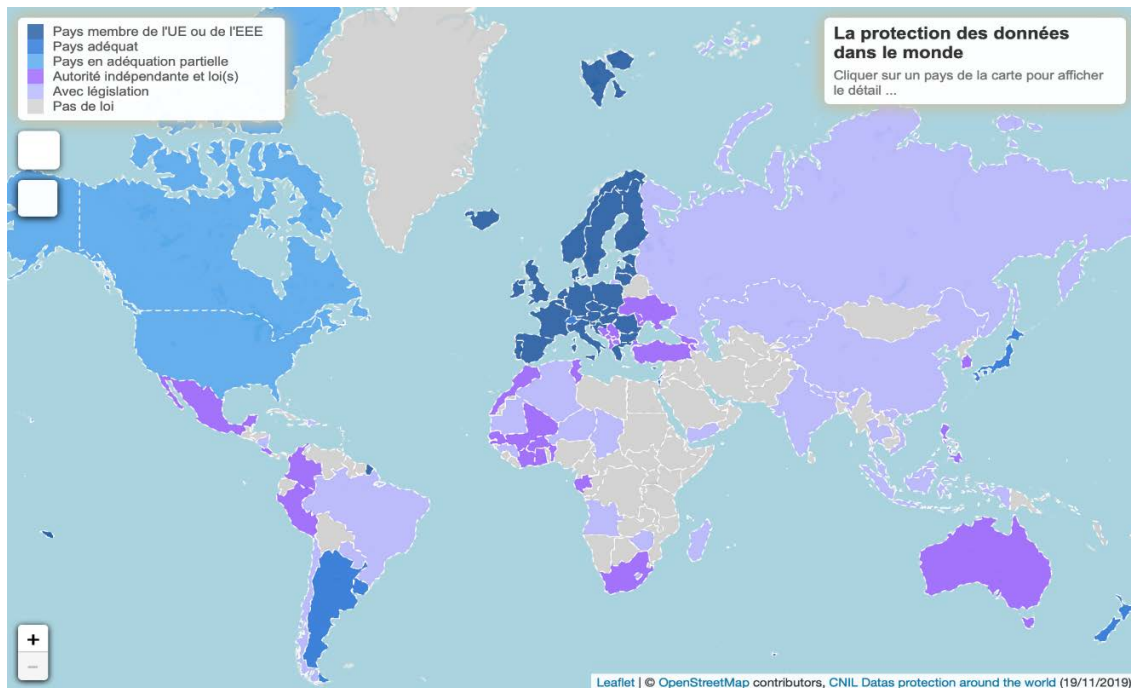 Pays membre de l'UE ou de l'EEE
Pays adéquat
Pays en adéquation partielle
Autorité indépendante et loi(s)
Avec législation
Pas de loi
La protection des données
dans le monde
Cliquer sur un pays de la carte pour afficher
le détail ...
+
−
Leaflet | © OpenStreetMap contributors, CNIL Datas protection around the world (19/11/2019)